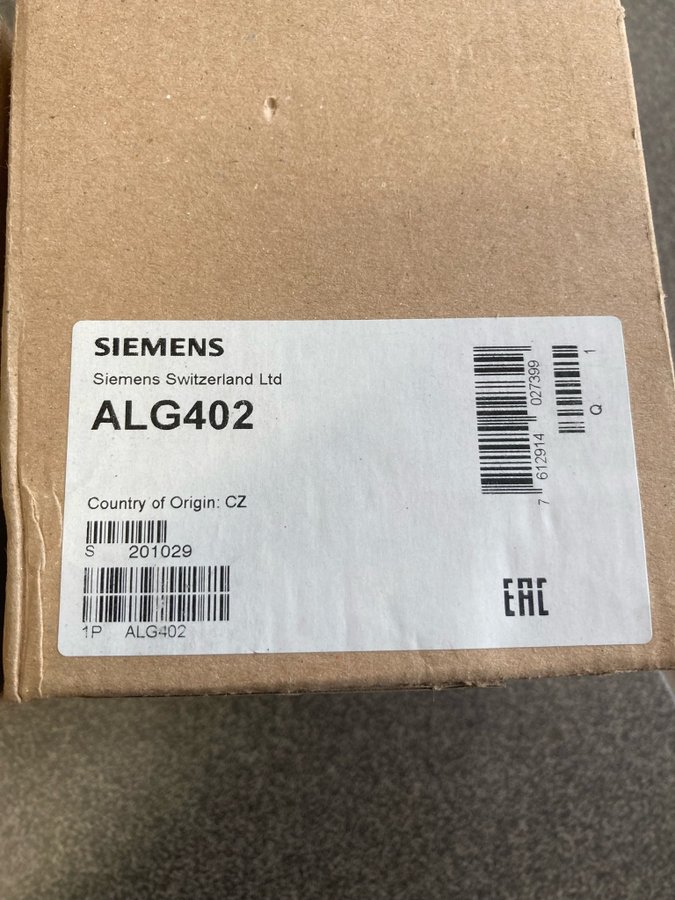 SIEMENS
Siemens Switzerland Ltd
ALG402
Country of Origin: CZ
S 201029
1P ALG402
7 612914 027399
Q 1
EAC